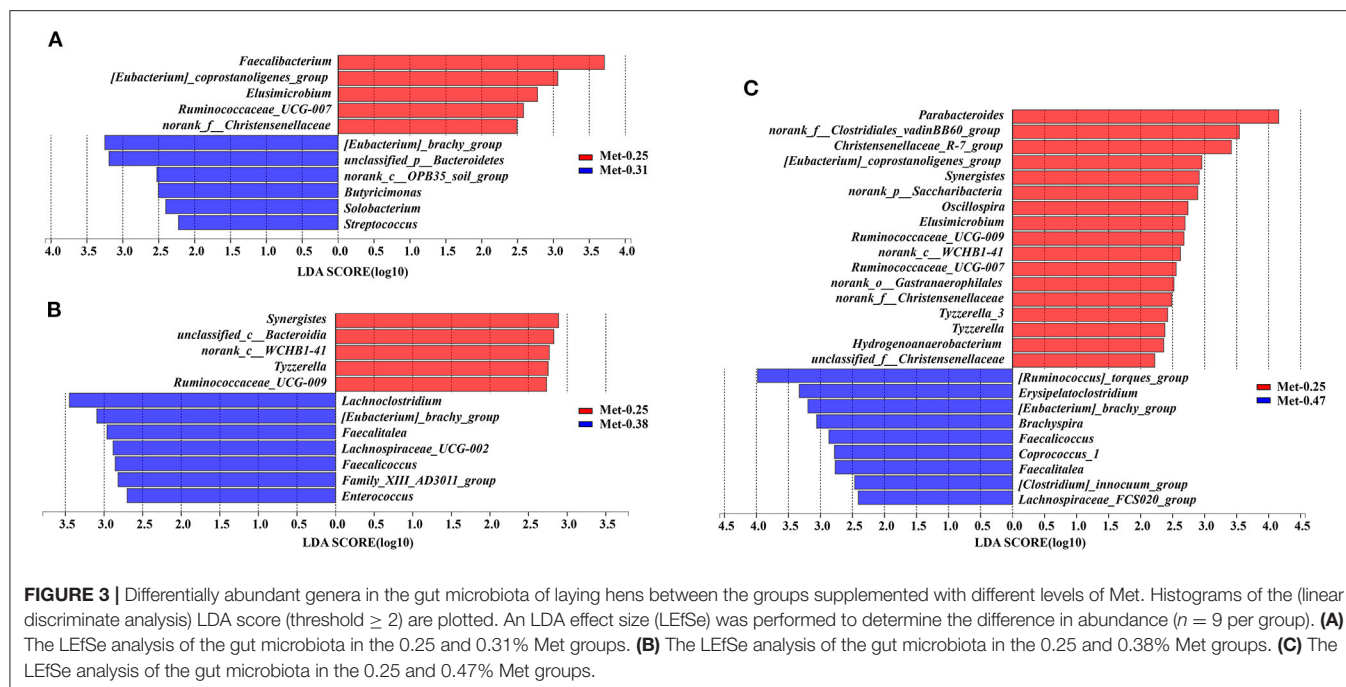 A
Faecalibacterium
[Eubacterium]_coprostanoligenes_group
Elusimicrobium
Ruminococcaceae_UCG-007
norank_f__Christensenellaceae
[Eubacterium]_brachy_group
unclassified_p__Bacteroidetes
norank_c__OPB35_soil_group
Butyricimonas
Solobacterium
Streptococcus
Met-0.25
Met-0.31
4.0 3.5 3.0 2.5 2.0 1.5 1.0 0.5 0.0 0.5 1.0 1.5 2.0 2.5 3.0 3.5 4.0
LDA SCORE(log10)
B
Synergistes
unclassified_c__Bacteroidia
norank_c__WCHB1-41
Tyzzerella
Ruminococcaceae_UCG-009
Lachnoclostridium
[Eubacterium]_brachy_group
Faecalitalea
Lachnospiraceae_UCG-002
Faecalicoccus
Family_XIII_AD3011_group
Enterococcus
Met-0.25
Met-0.38
3.5 3.0 2.5 2.0 1.5 1.0 0.5 0.0 0.5 1.0 1.5 2.0 2.5 3.0 3.5
LDA SCORE(log10)
C
Parabacteroides
norank_f__Clostridiales_vadinBB60_group
Christensenellaceae_R-7_group
[Eubacterium]_coprostanoligenes_group
Synergistes
norank_p__Saccharibacteria
Oscillospira
Elusimicrobium
Ruminococcaceae_UCG-009
norank_c__WCHB1-41
Ruminococcaceae_UCG-007
norank_o__Gastranaerophilales
norank_f__Christensenellaceae
Tyzzerella_3
Tyzzerella
Hydrogenoanaerobacterium
unclassified_f__Christensenellaceae
[Ruminococcus]_torques_group
Erysipelatoclostridium
[Eubacterium]_brachy_group
Brachyspira
Faecalicoccus
Coprococcus_1
Faecalitalea
[Clostridium]_innocuum_group
Lachnospiraceae_FCS020_group
Met-0.25
Met-0.47
4.5 4.0 3.5 3.0 2.5 2.0 1.5 1.0 0.5 0.0 0.5 1.0 1.5 2.0 2.5 3.0 3.5 4.0 4.5
LDA SCORE(log10)
FIGURE 3 | Differentially abundant genera in the gut microbiota of laying hens between the groups supplemented with different levels of Met. Histograms of the (linear
discriminate analysis) LDA score (threshold ≥ 2) are plotted. An LDA effect size (LEfSe) was performed to determine the difference in abundance (n = 9 per group). (A)
The LEfSe analysis of the gut microbiota in the 0.25 and 0.31% Met groups. (B) The LEfSe analysis of the gut microbiota in the 0.25 and 0.38% Met groups. (C) The
LEfSe analysis of the gut microbiota in the 0.25 and 0.47% Met groups.